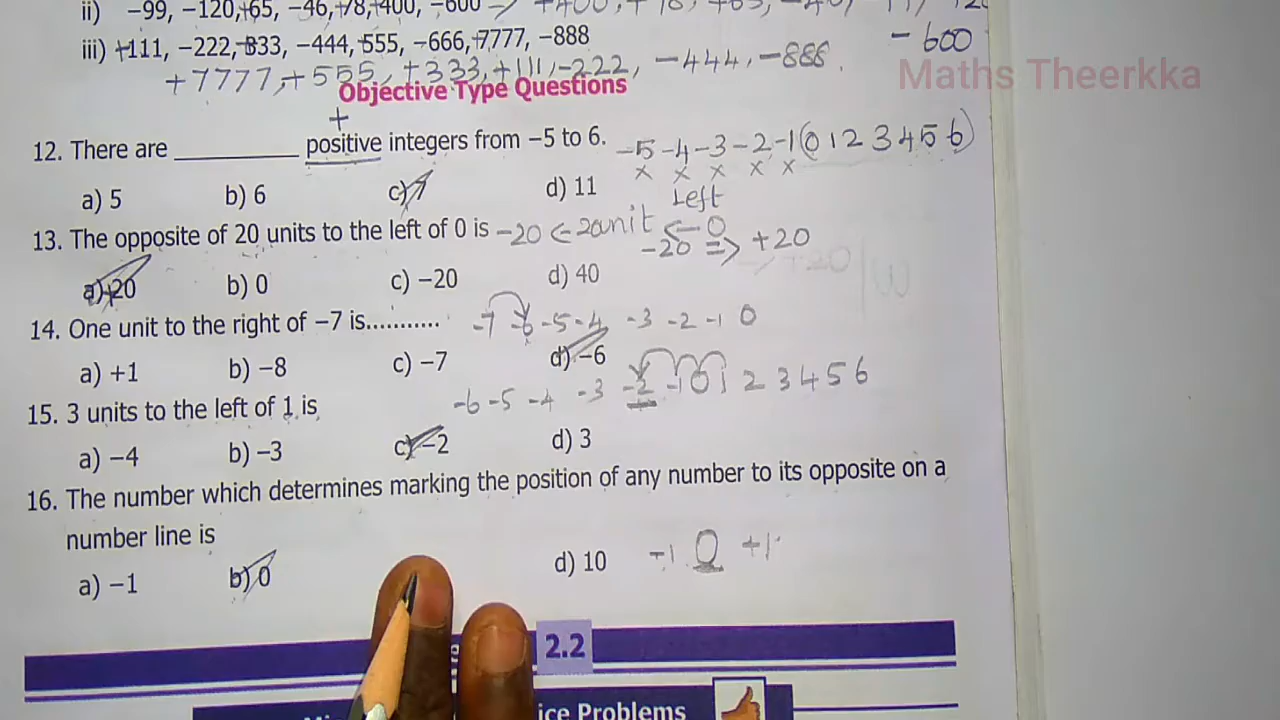 ii) -99, -120, +65, -46, +78, +400, -600
iii) +111, -222, +333, -444, +555, -666, +7777, -888
- 600
+7777, +555, +333, +111, -222, -444, -888.
Maths Theerkka
Objective Type Questions
+
12. There are __________ positive integers from -5 to 6. -5 -4 -3 -2 -1 (0 1 2 3 4 5 6)
x x x x x
a) 5 b) 6 c) 7 d) 11
Left
13. The opposite of 20 units to the left of 0 is -20 <- 20unit <- 0
-20 => +20
a) +20 b) 0 c) -20 d) 40
14. One unit to the right of -7 is........... -7 -6 -5 -4 -3 -2 -1 0
a) +1 b) -8 c) -7 d) -6
-6 -5 -4 -3 -2 -1 0 1 2 3 4 5 6
15. 3 units to the left of 1 is
a) -4 b) -3 c) -2 d) 3
16. The number which determines marking the position of any number to its opposite on a
number line is
a) -1 b) 0 d) 10 -1 0 +1
2.2
ice Problems